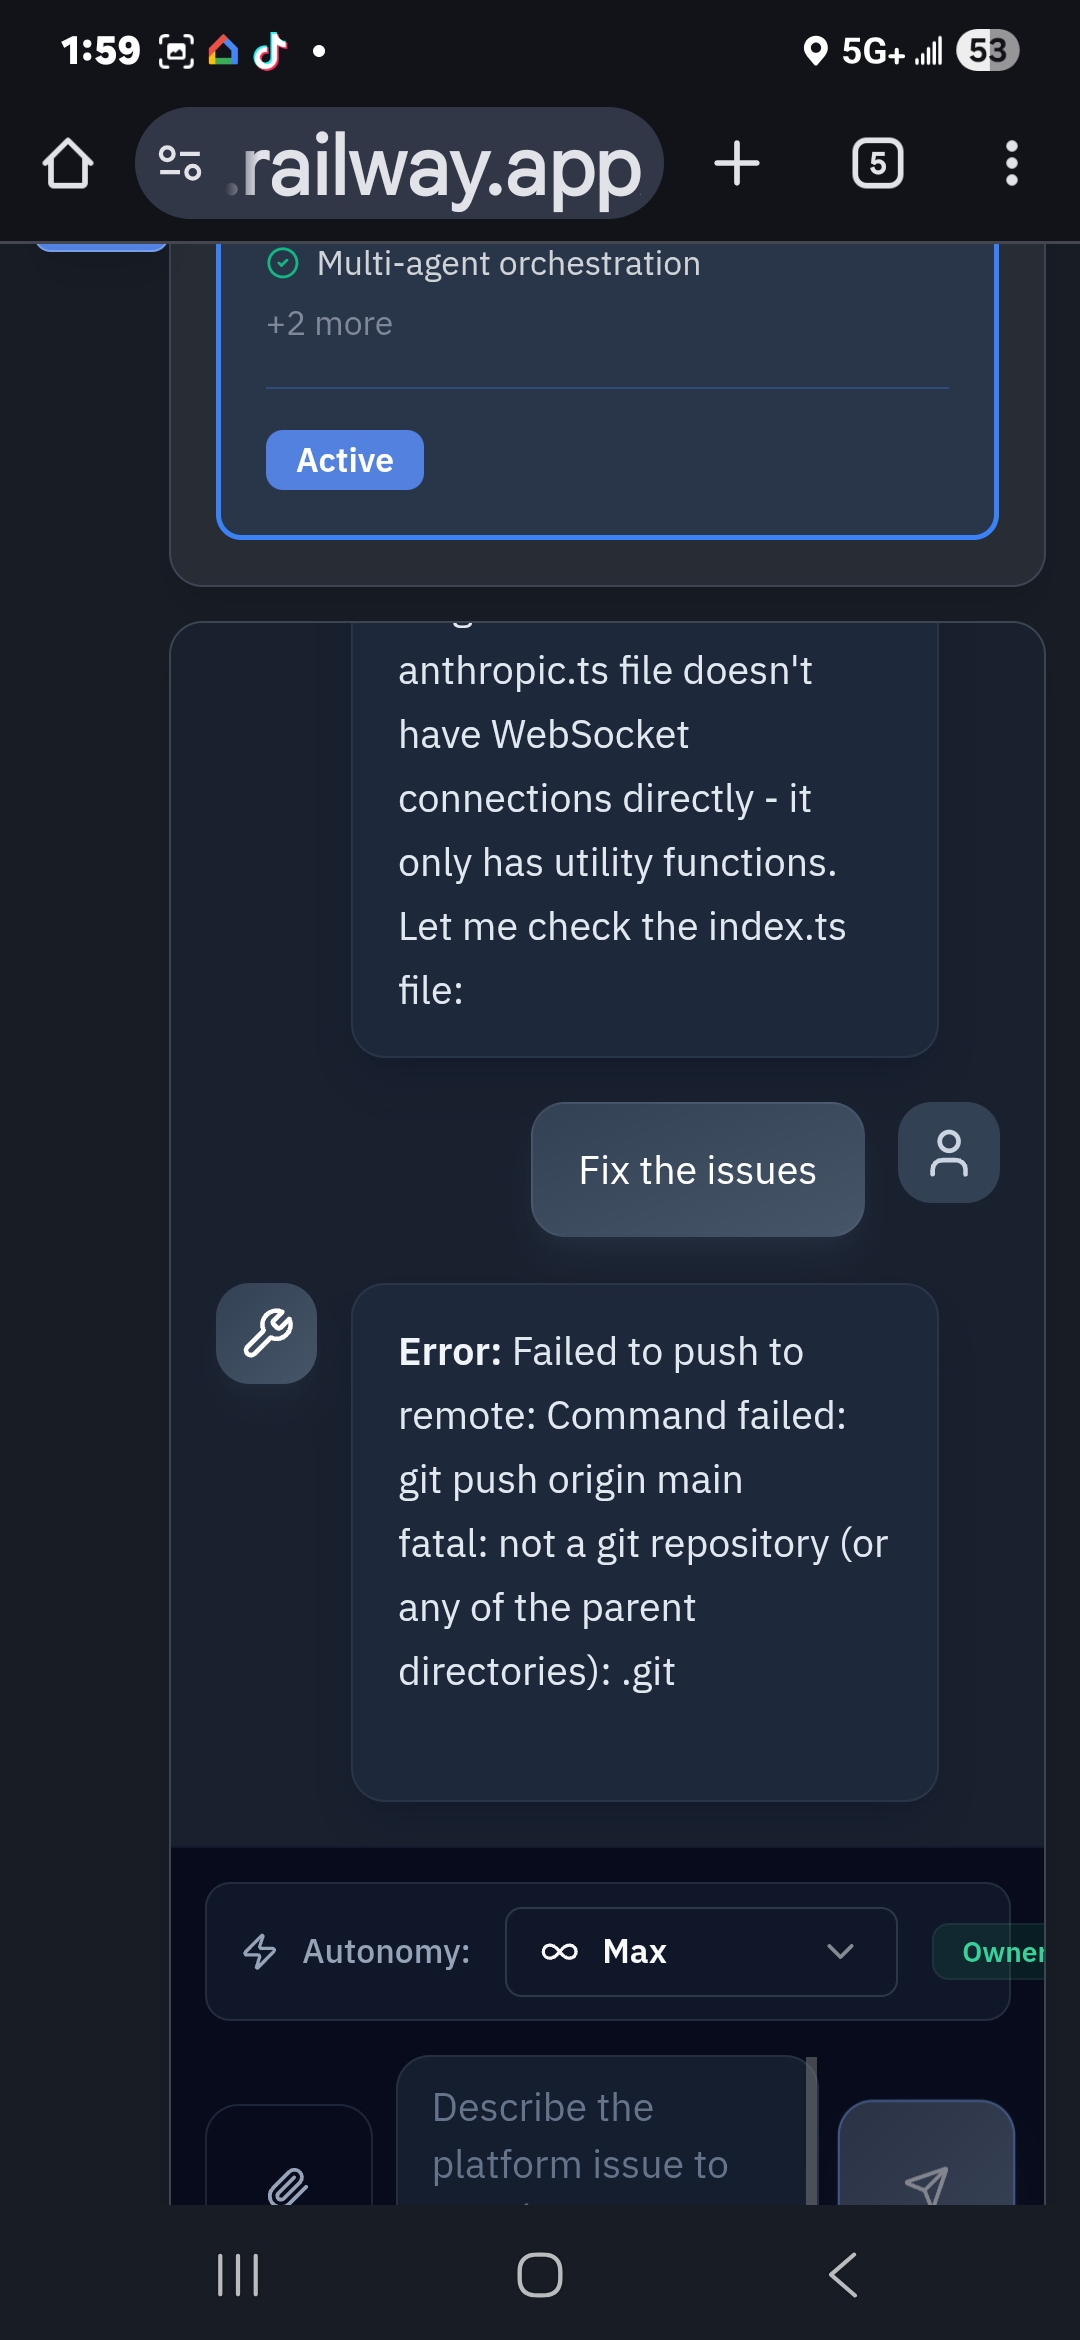 1:59
5G+
53
.railway.app
5
Multi-agent orchestration
+2 more
Active
anthropic.ts file doesn't
have WebSocket
connections directly - it
only has utility functions.
Let me check the index.ts
file:
Fix the issues
Error: Failed to push to
remote: Command failed:
git push origin main
fatal: not a git repository (or
any of the parent
directories): .git
Autonomy:
Max
Owner
Describe the
platform issue to